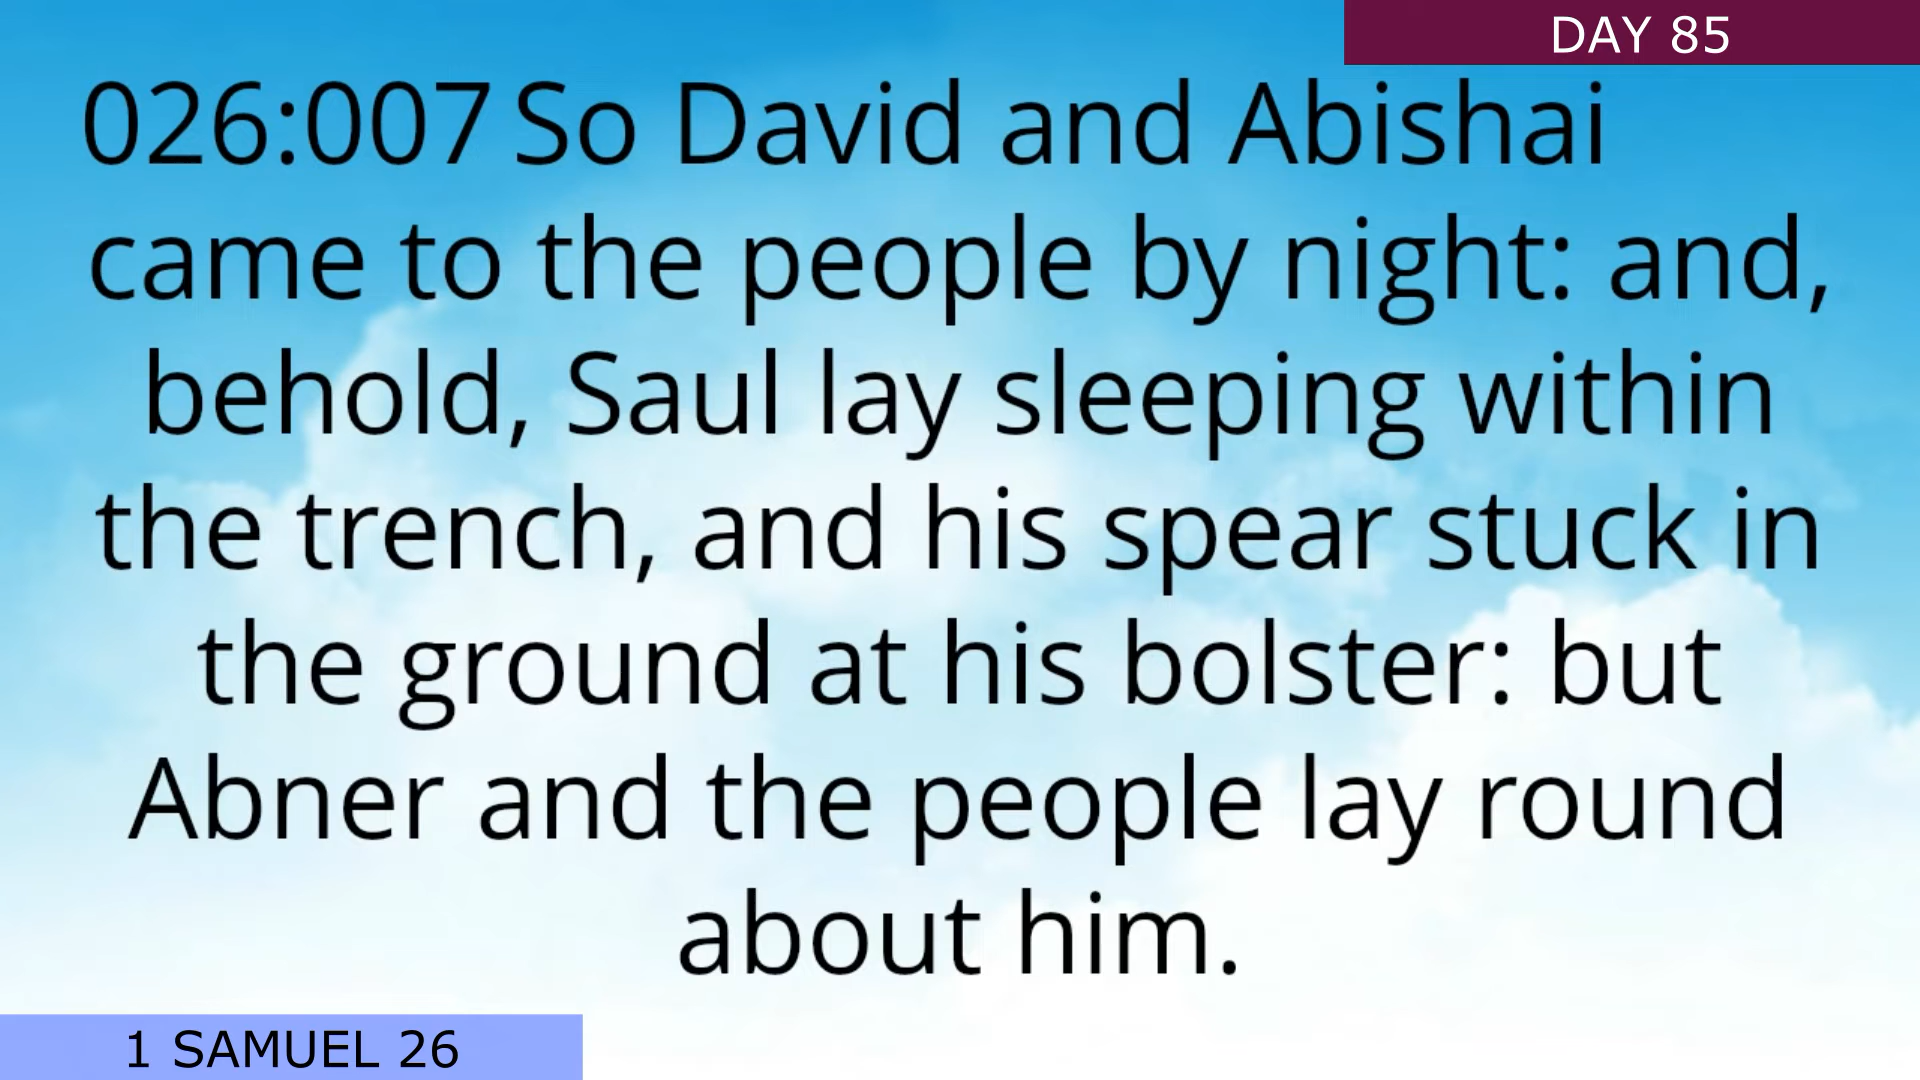 DAY 85
026:007 So David and Abishai
came to the people by night: and,
behold, Saul lay sleeping within
the trench, and his spear stuck in
the ground at his bolster: but
Abner and the people lay round
about him.
1 SAMUEL 26